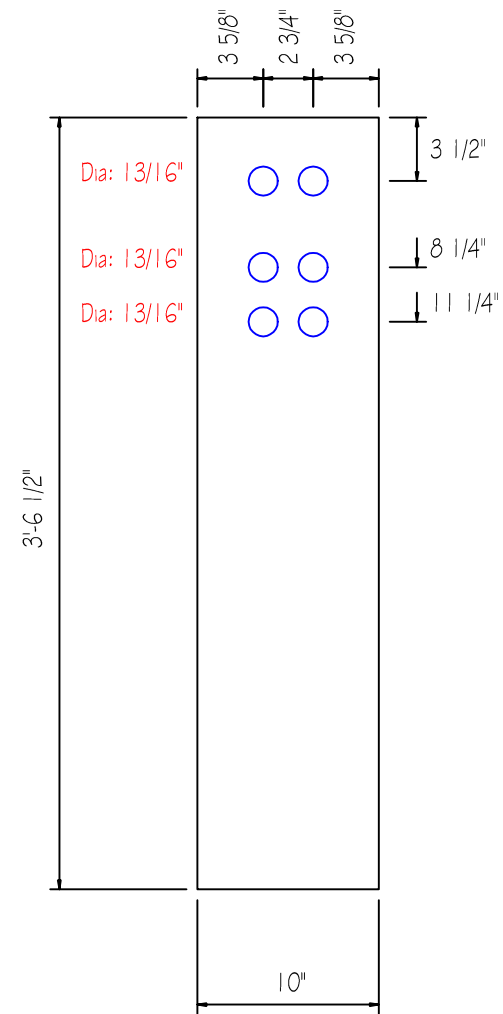 3 5/8"
2 3/4"
3 5/8"
3 1/2"
Dia: 13/16"
8 1/4"
Dia: 13/16"
11 1/4"
Dia: 13/16"
3'-6 1/2"
10"